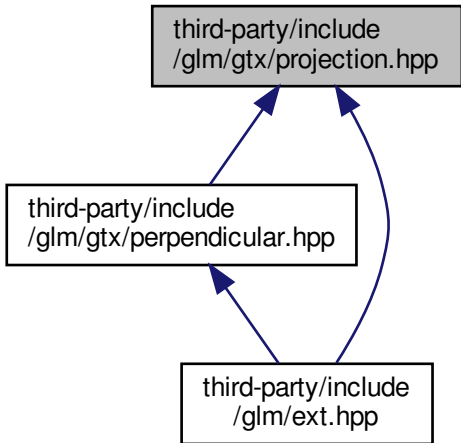 third-party/include
/glm/gtx/projection.hpp
third-party/include
/glm/gtx/perpendicular.hpp
third-party/include
/glm/ext.hpp